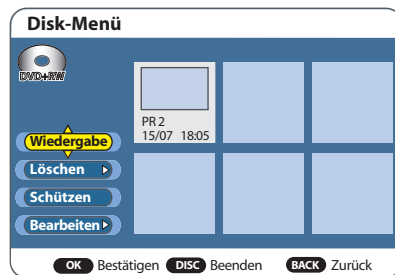 Disk-Menü
DVD+RW
PR 2
15/07 18:05
Wiedergabe
Löschen
Schützen
Bearbeiten
OK Bestätigen DISC Beenden BACK Zurück